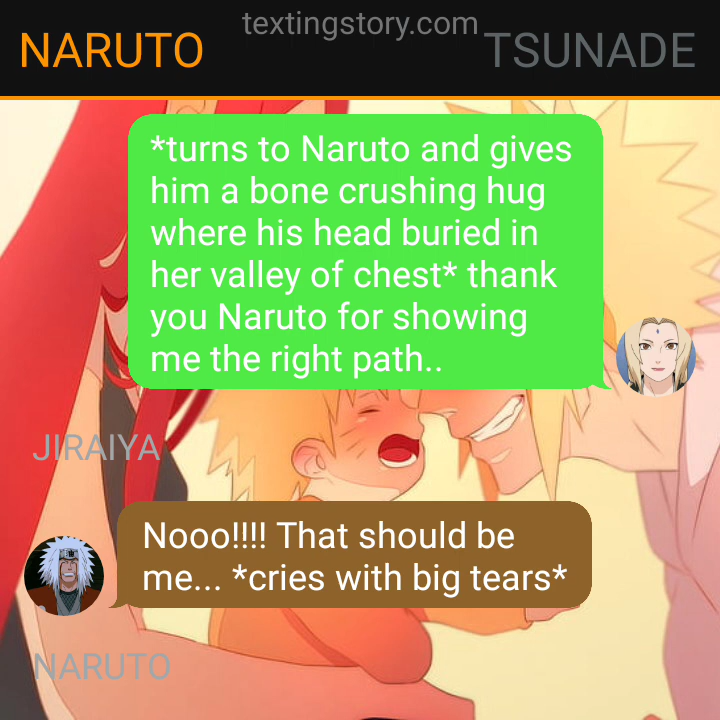 textingstory.com
NARUTO TSUNADE
*turns to Naruto and gives
him a bone crushing hug
where his head buried in
her valley of chest* thank
you Naruto for showing
me the right path..
JIRAIYA
Nooo!!!! That should be
me... *cries with big tears*
NARUTO